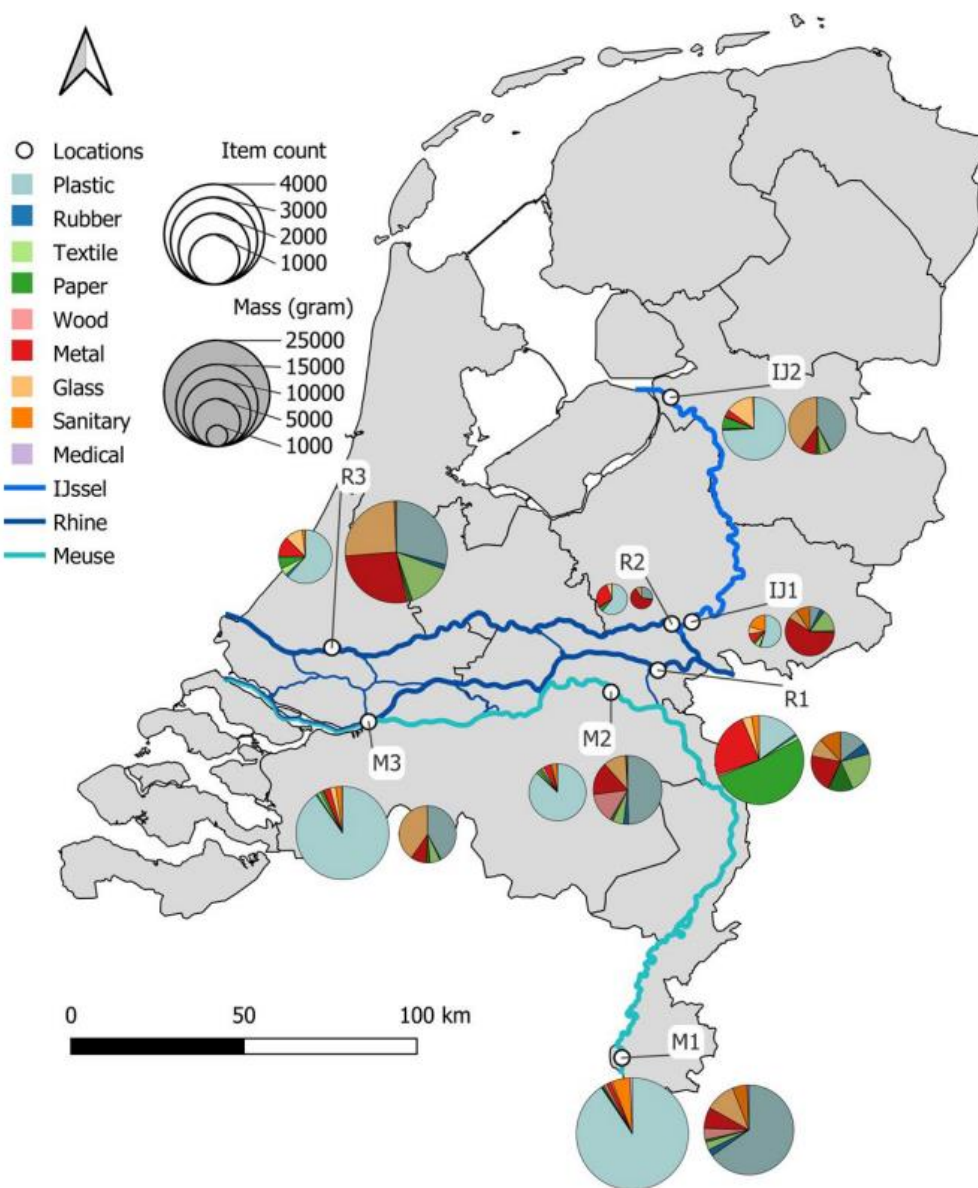 Locations
Plastic
Rubber
Textile
Paper
Wood
Metal
Glass
Sanitary
Medical
IJssel
Rhine
Meuse
Item count
4000
3000
2000
1000
Mass (gram)
25000
15000
10000
5000
1000
IJ2
R3
R2
IJ1
R1
M2
M3
M1
0 50 100 km